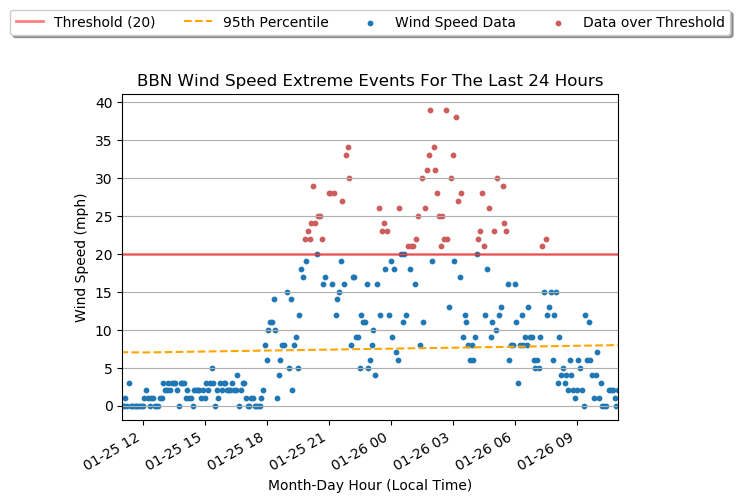 Threshold (20) 95th Percentile Wind Speed Data Data over Threshold
BBN Wind Speed Extreme Events For The Last 24 Hours
40
35
30
25
20
15
10
5
0
Wind Speed (mph)
01-25 12 01-25 15 01-25 18 01-25 21 01-26 00 01-26 03 01-26 06 01-26 09
Month-Day Hour (Local Time)